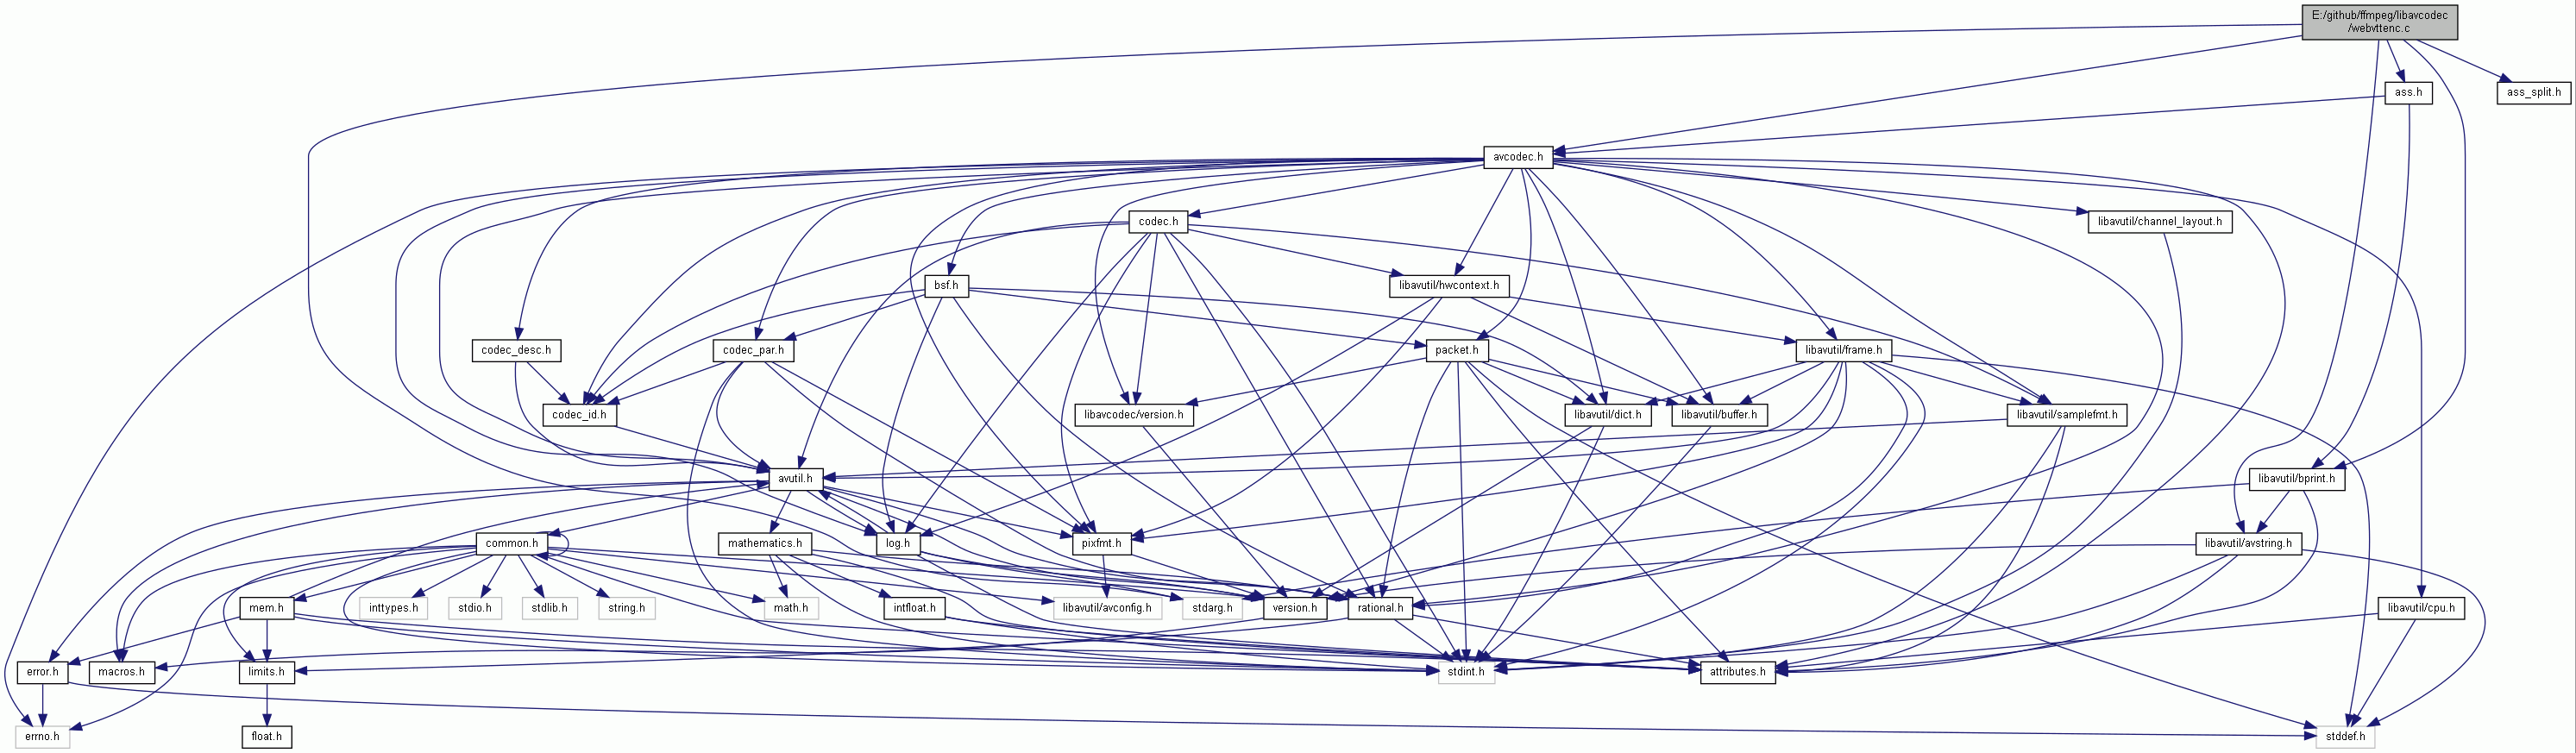 E:/github/ffmpeg/libavcodec
/webvttenc.c
ass.h
ass_split.h
avcodec.h
codec.h
libavutil/channel_layout.h
bsf.h
libavutil/hwcontext.h
codec_desc.h
codec_par.h
packet.h
libavutil/frame.h
codec_id.h
libavcodec/version.h
libavutil/dict.h
libavutil/buffer.h
libavutil/samplefmt.h
avutil.h
libavutil/bprint.h
common.h
mathematics.h
log.h
pixfmt.h
libavutil/avstring.h
mem.h
inttypes.h
stdio.h
stdlib.h
string.h
math.h
intfloat.h
libavutil/avconfig.h
stdarg.h
version.h
rational.h
libavutil/cpu.h
error.h
macros.h
limits.h
stdint.h
attributes.h
errno.h
float.h
stddef.h